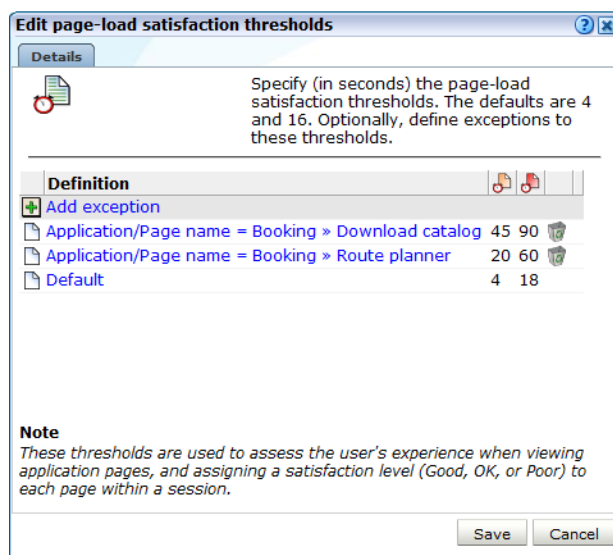 Edit page-load satisfaction thresholds
Details
Specify (in seconds) the page-load
satisfaction thresholds. The defaults are 4
and 16. Optionally, define exceptions to
these thresholds.
Definition
Add exception
Application/Page name = Booking » Download catalog 45 90
Application/Page name = Booking » Route planner 20 60
Default 4 18
Note
These thresholds are used to assess the user's experience when viewing
application pages, and assigning a satisfaction level (Good, OK, or Poor) to
each page within a session.
Save Cancel